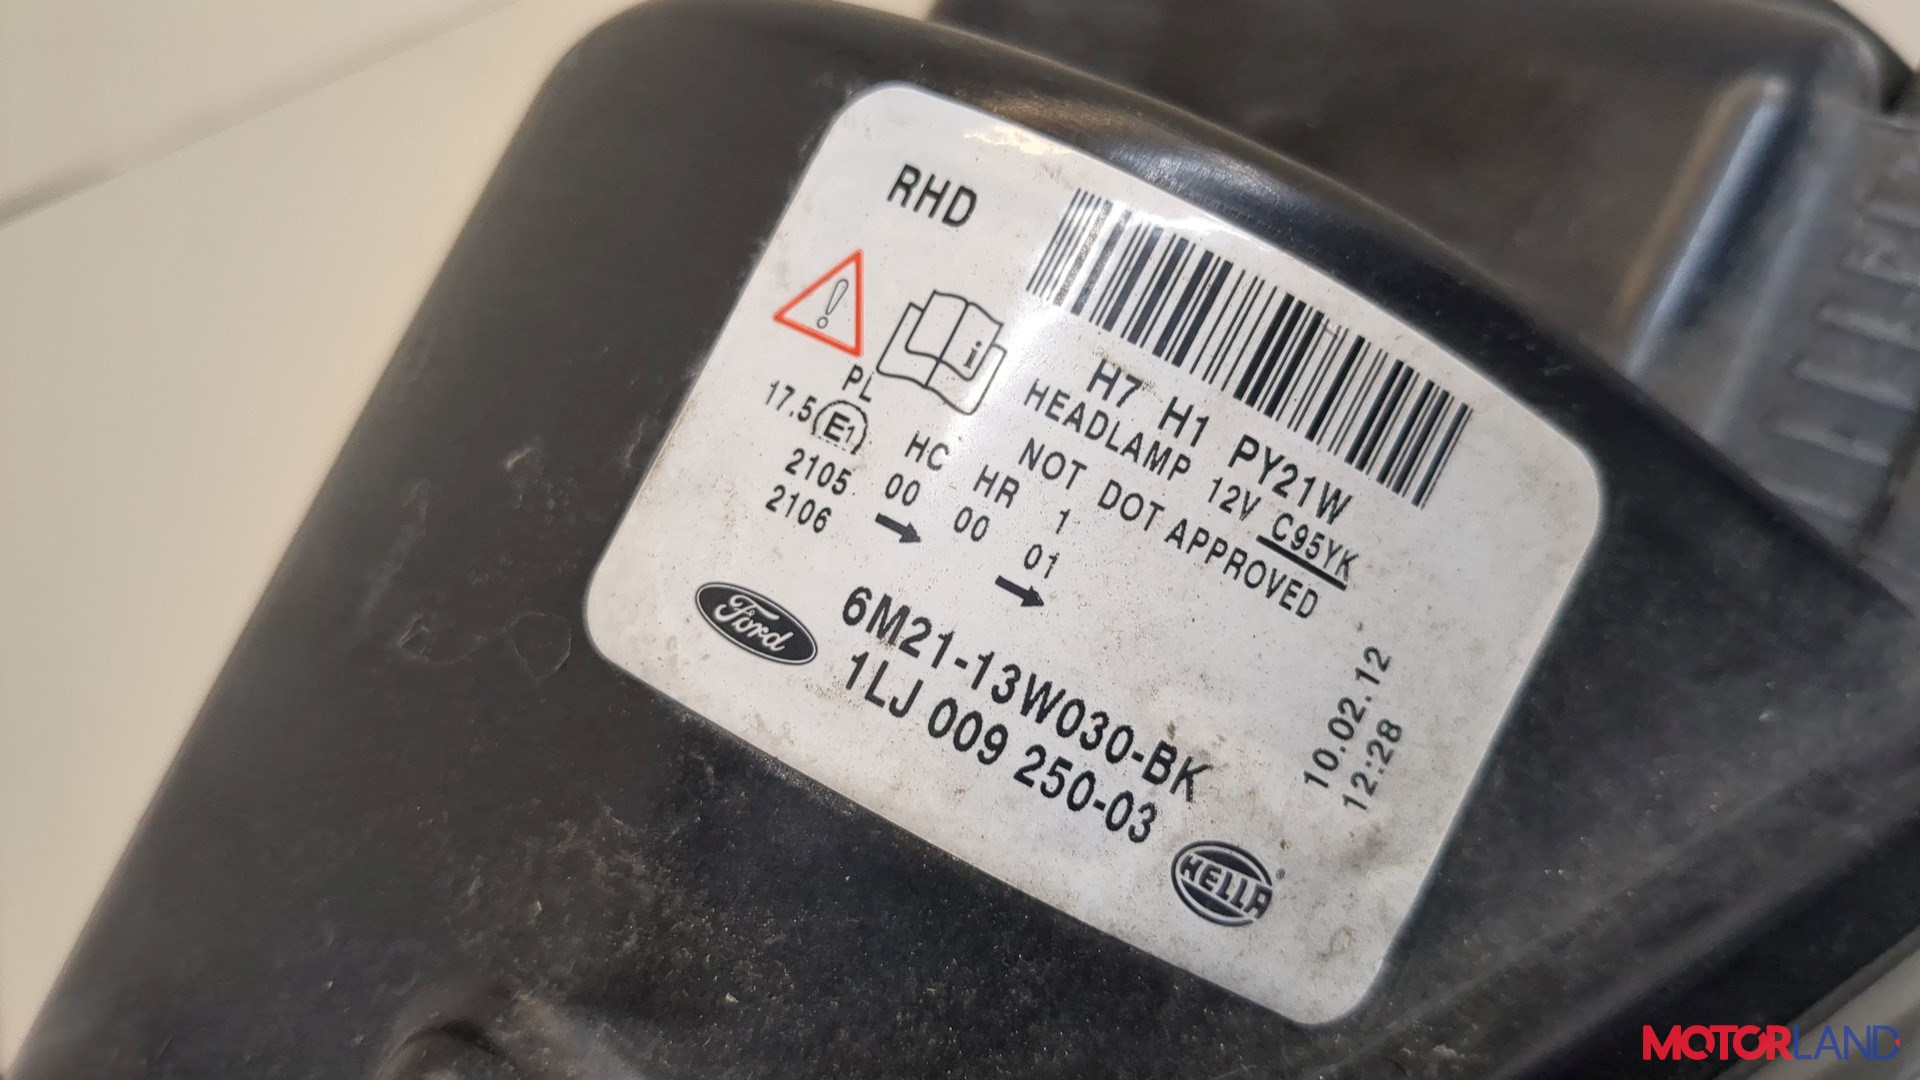 RHD
i
H7 H1 PY21W
HEADLAMP 12V C95YK
NOT DOT APPROVED
PL
17.5 E1 HC HR 1
2105 00 00 01
2106
Ford
6M21-13W030-BK
1LJ 009 250-03
10.02.12
12:28
HELLA®
MOTORLAND